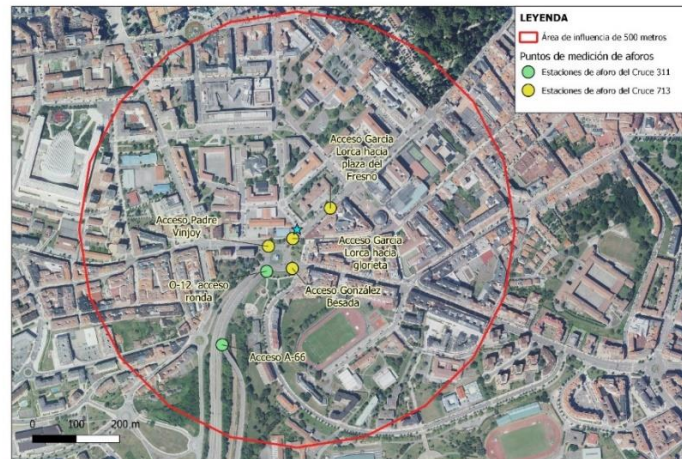 LEYENDA
Área de influencia de 500 metros
Puntos de medición de aforos
Estaciones de aforo del Cruce 311
Estaciones de aforo del Cruce 713
Acceso García
Lorca hacia
plaza del
Fresno
Acceso Padre
Vinjoy
Acceso García
Lorca hacia
glorieta
O-12 acceso
ronda
Acceso González
Besada
Acceso A-66
0 100 200 m